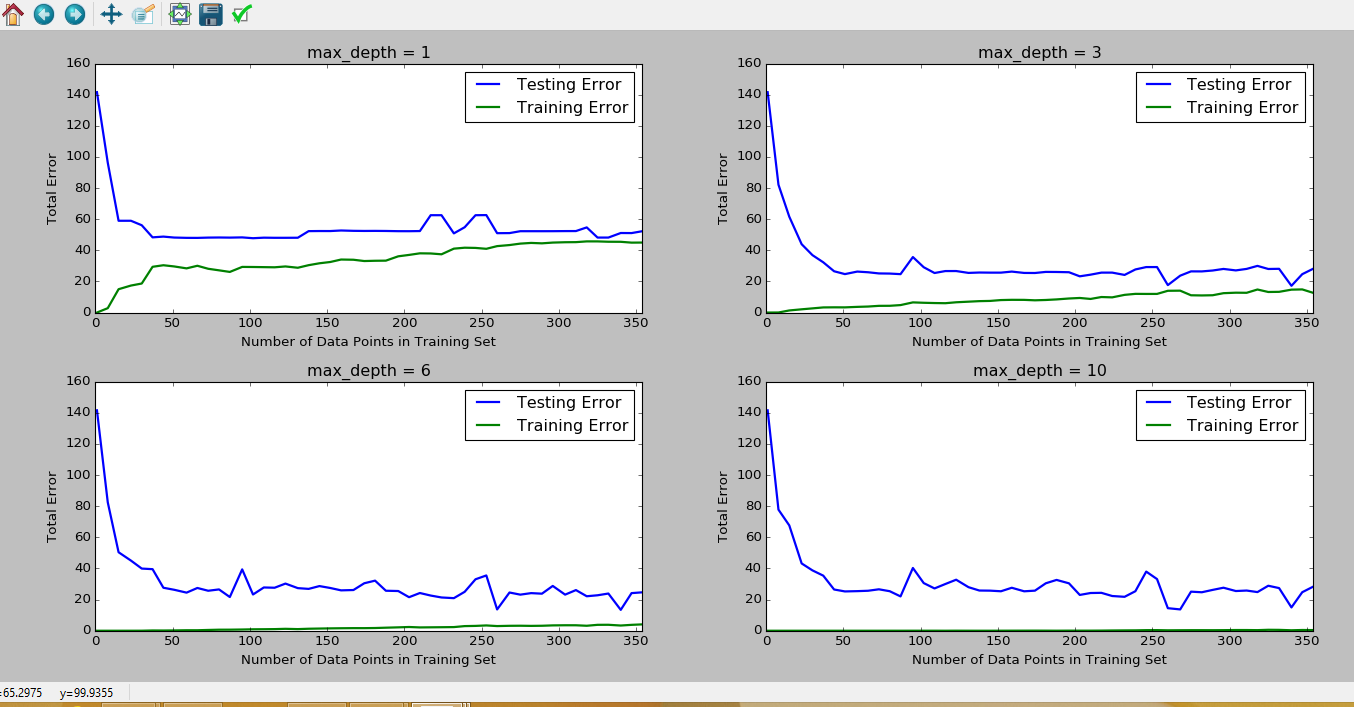 max_depth = 1
160
140
120
100
80
60
40
20
0
Total Error
Testing Error
Training Error
0 50 100 150 200 250 300 350
Number of Data Points in Training Set
max_depth = 3
160
140
120
100
80
60
40
20
0
Total Error
Testing Error
Training Error
0 50 100 150 200 250 300 350
Number of Data Points in Training Set
max_depth = 6
160
140
120
100
80
60
40
20
0
Total Error
Testing Error
Training Error
0 50 100 150 200 250 300 350
Number of Data Points in Training Set
max_depth = 10
160
140
120
100
80
60
40
20
0
Total Error
Testing Error
Training Error
0 50 100 150 200 250 300 350
Number of Data Points in Training Set
=65.2975 y=99.9355